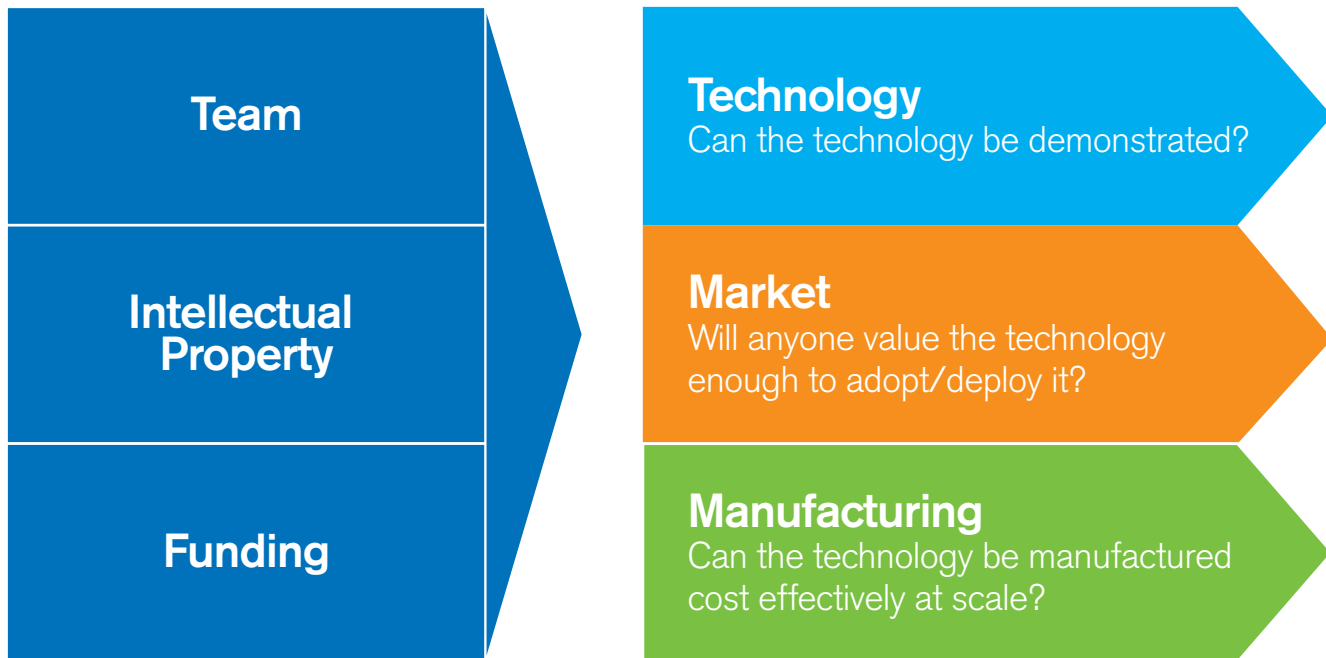 Team
Intellectual
Property
Funding
Technology
Can the technology be demonstrated?
Market
Will anyone value the technology
enough to adopt/deploy it?
Manufacturing
Can the technology be manufactured
cost effectively at scale?